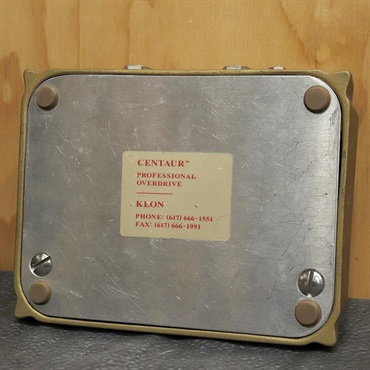 CENTAUR™
PROFESSIONAL
OVERDRIVE
KLON
PHONE: (617) 666-1551
FAX: (617) 666-1991